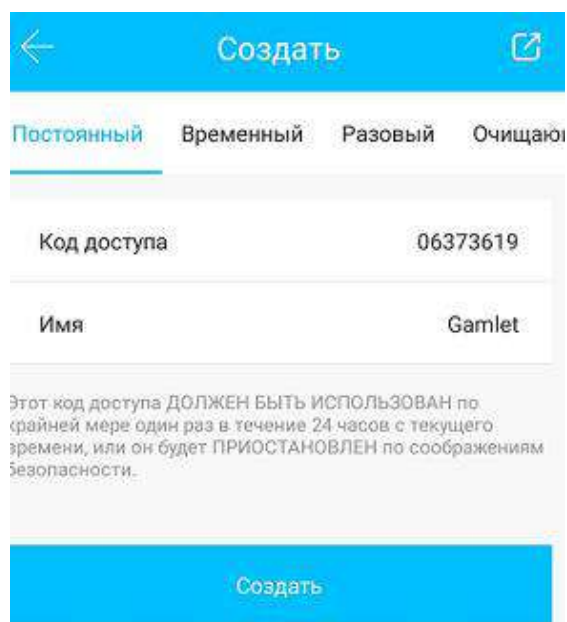 Создать
Постоянный Временный Разовый Очищаю
Код доступа 06373619
Имя Gamlet
Этот код доступа ДОЛЖЕН БЫТЬ ИСПОЛЬЗОВАН по
крайней мере один раз в течение 24 часов с текущего
времени, или он будет ПРИОСТАНОВЛЕН по соображениям
безопасности.
Создать